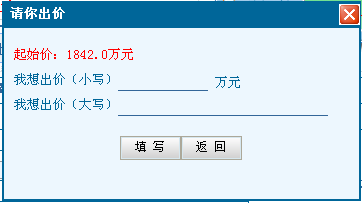 请你出价
起始价：1842.0万元
我想出价（小写） 万元
我想出价（大写）
填 写 返 回